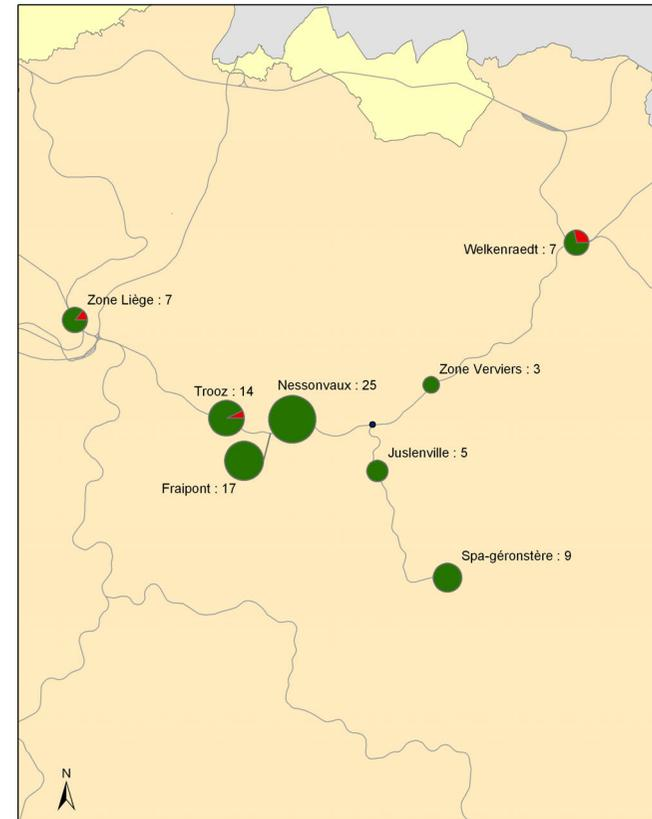 Welkenraedt : 7
Zone Liège : 7
Zone Verviers : 3
Nessonvaux : 25
Trooz : 14
Juslenville : 5
Fraipont : 17
Spa-géronstère : 9
N